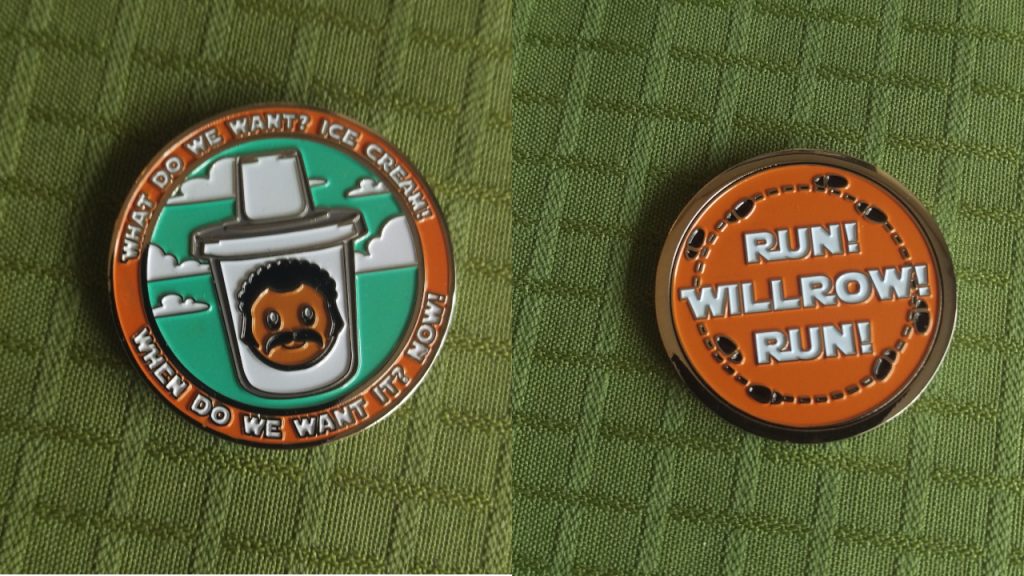 WHAT DO WE WANT? ICE CREAM!
WHEN DO WE WANT IT? NOW!
RUN!
WILLROW!
RUN!